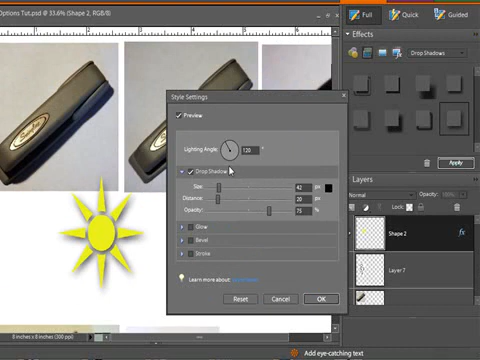 Options Tut.psd @ 33.6% (Shape 2, RGB/8)
Full
Quick
Guided
Effects
Drop Shadows
Style Settings
Preview
Lighting Angle: 120 °
Drop Shadow
Size: 42 px
Distance: 20 px
Opacity: 75 %
Glow
Bevel
Stroke
Learn more about:
Reset
Cancel
OK
Apply
Layers
Normal
Opacity: 100%
Lock:
Shape 2
fx
Layer 7
8 inches x 8 inches (300 ppi)
Add eye-catching text